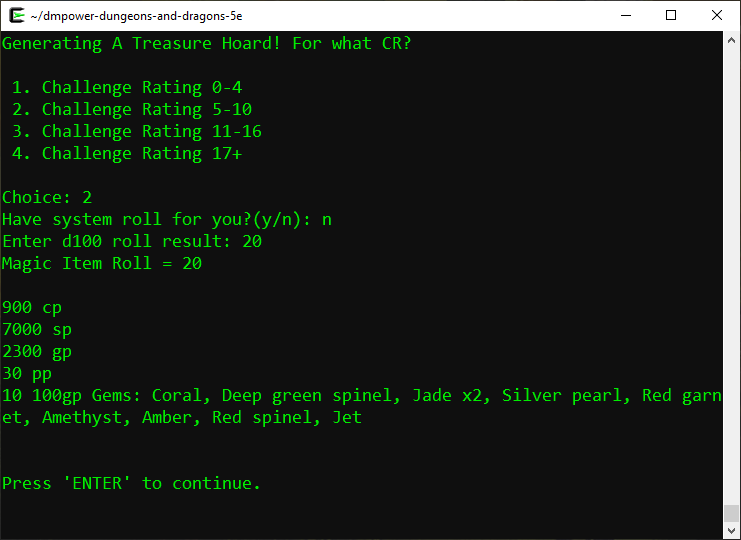 ~/dmpower-dungeons-and-dragons-5e
Generating A Treasure Hoard! For what CR?
1. Challenge Rating 0-4
2. Challenge Rating 5-10
3. Challenge Rating 11-16
4. Challenge Rating 17+
Choice: 2
Have system roll for you?(y/n): n
Enter d100 roll result: 20
Magic Item Roll = 20
900 cp
7000 sp
2300 gp
30 pp
10 100gp Gems: Coral, Deep green spinel, Jade x2, Silver pearl, Red garn
et, Amethyst, Amber, Red spinel, Jet
Press 'ENTER' to continue.